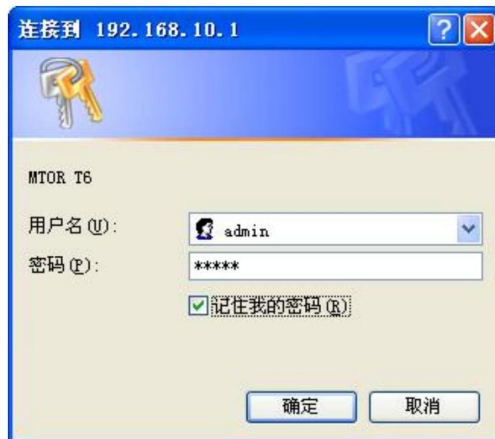 连接到 192.168.10.1
MTOR T6
用户名(U):
admin
密码(P):
*****
记住我的密码(R)
确定
取消